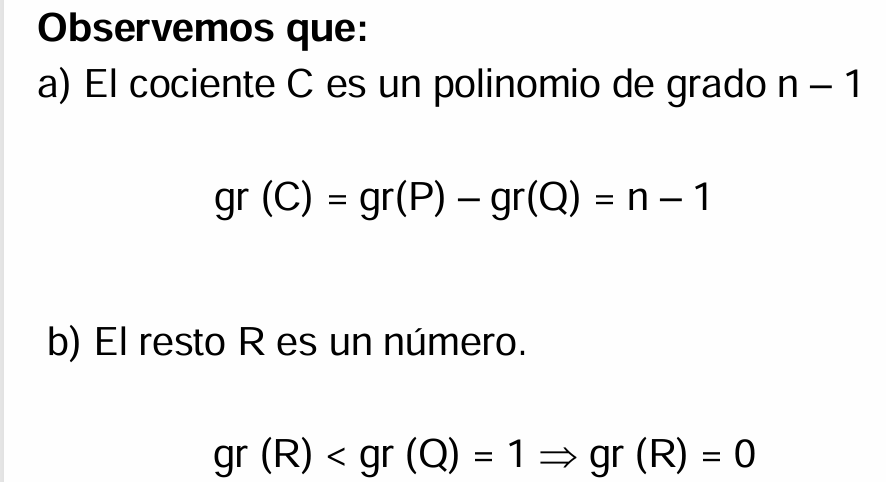 Observemos que:
a) El cociente C es un polinomio de grado n – 1
gr (C) = gr(P) – gr(Q) = n – 1
b) El resto R es un número.
gr (R) < gr (Q) = 1 ⇒ gr (R) = 0